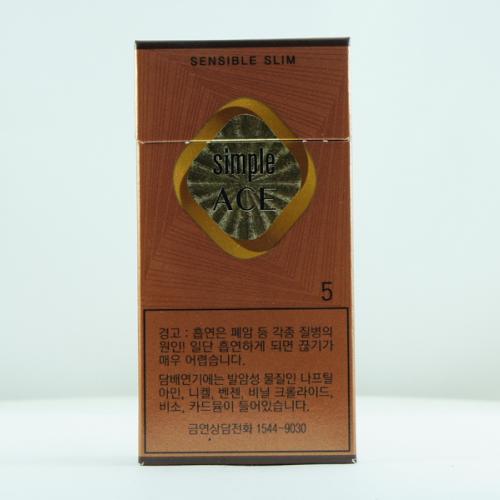 SENSIBLE SLIM
simple
ACE
5
경고 : 흡연은 폐암 등 각종 질병의
원인! 일단 흡연하게 되면 끊기가
매우 어렵습니다.
담배연기에는 발암성 물질인 나프틸
아민, 니켈, 벤젠, 비닐 크롤라이드,
비소, 카드뮴이 들어있습니다.
금연상담전화 1544-9030